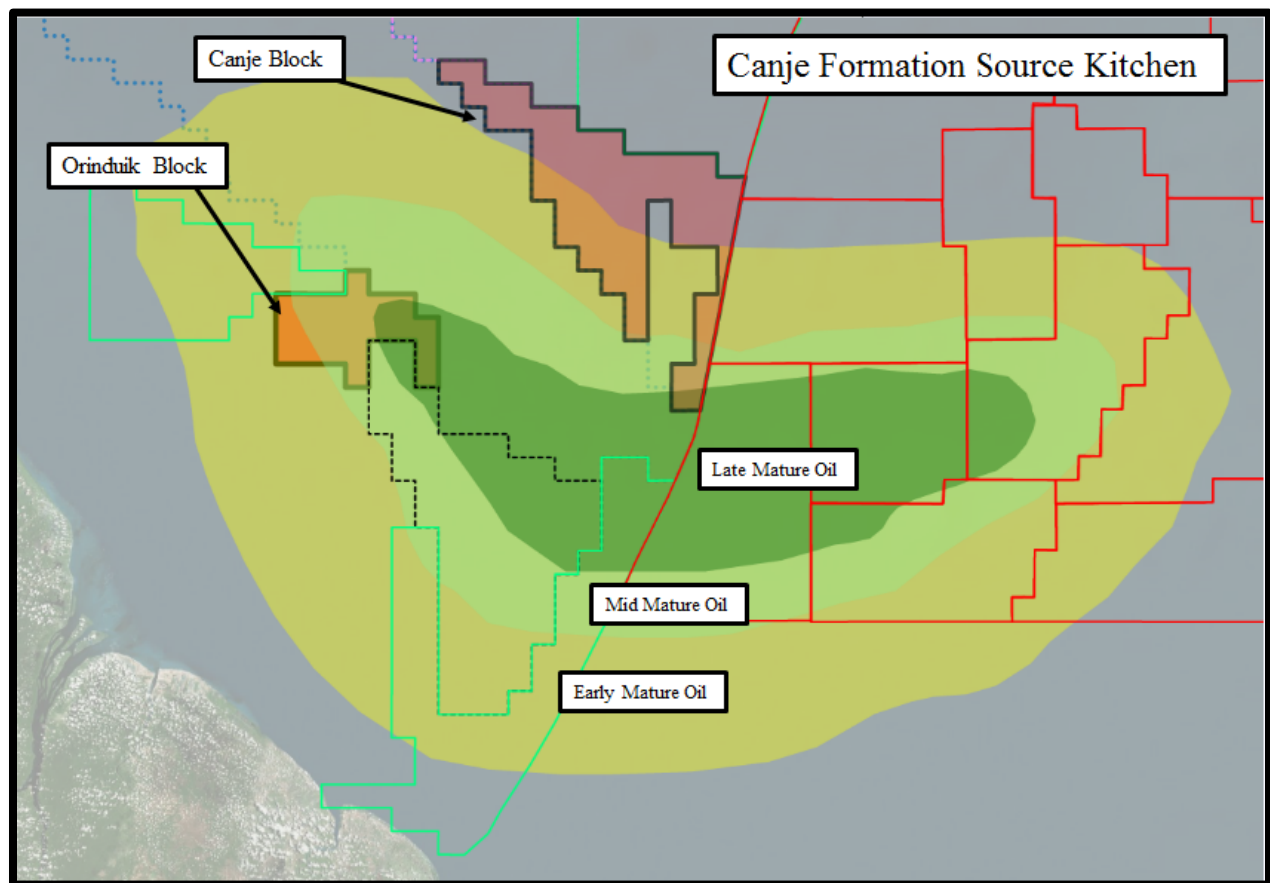 Canje Formation Source Kitchen
Canje Block
Orinduik Block
Late Mature Oil
Mid Mature Oil
Early Mature Oil